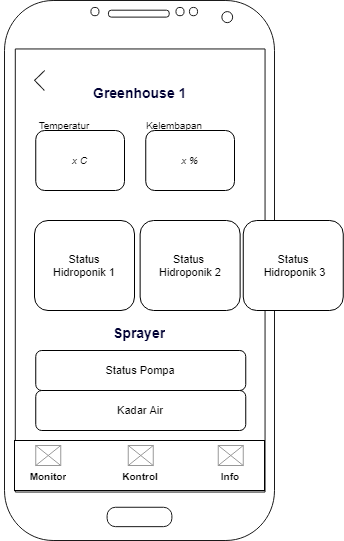 Greenhouse 1
Temperatur
Kelembapan
x C
x %
Status
Hidroponik 1
Status
Hidroponik 2
Status
Hidroponik 3
Sprayer
Status Pompa
Kadar Air
Monitor
Kontrol
Info